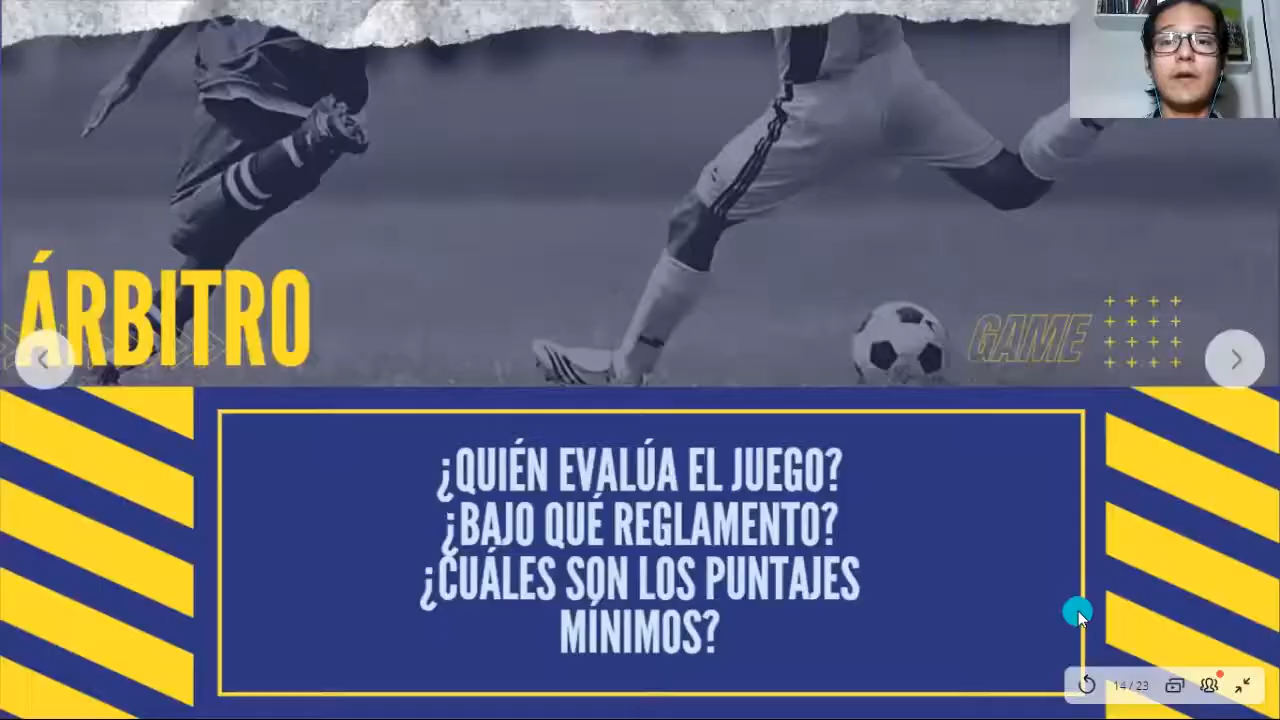 ÁRBITRO
GAME
¿QUIÉN EVALÚA EL JUEGO?
¿BAJO QUÉ REGLAMENTO?
¿CUÁLES SON LOS PUNTAJES
MÍNIMOS?
14 / 23